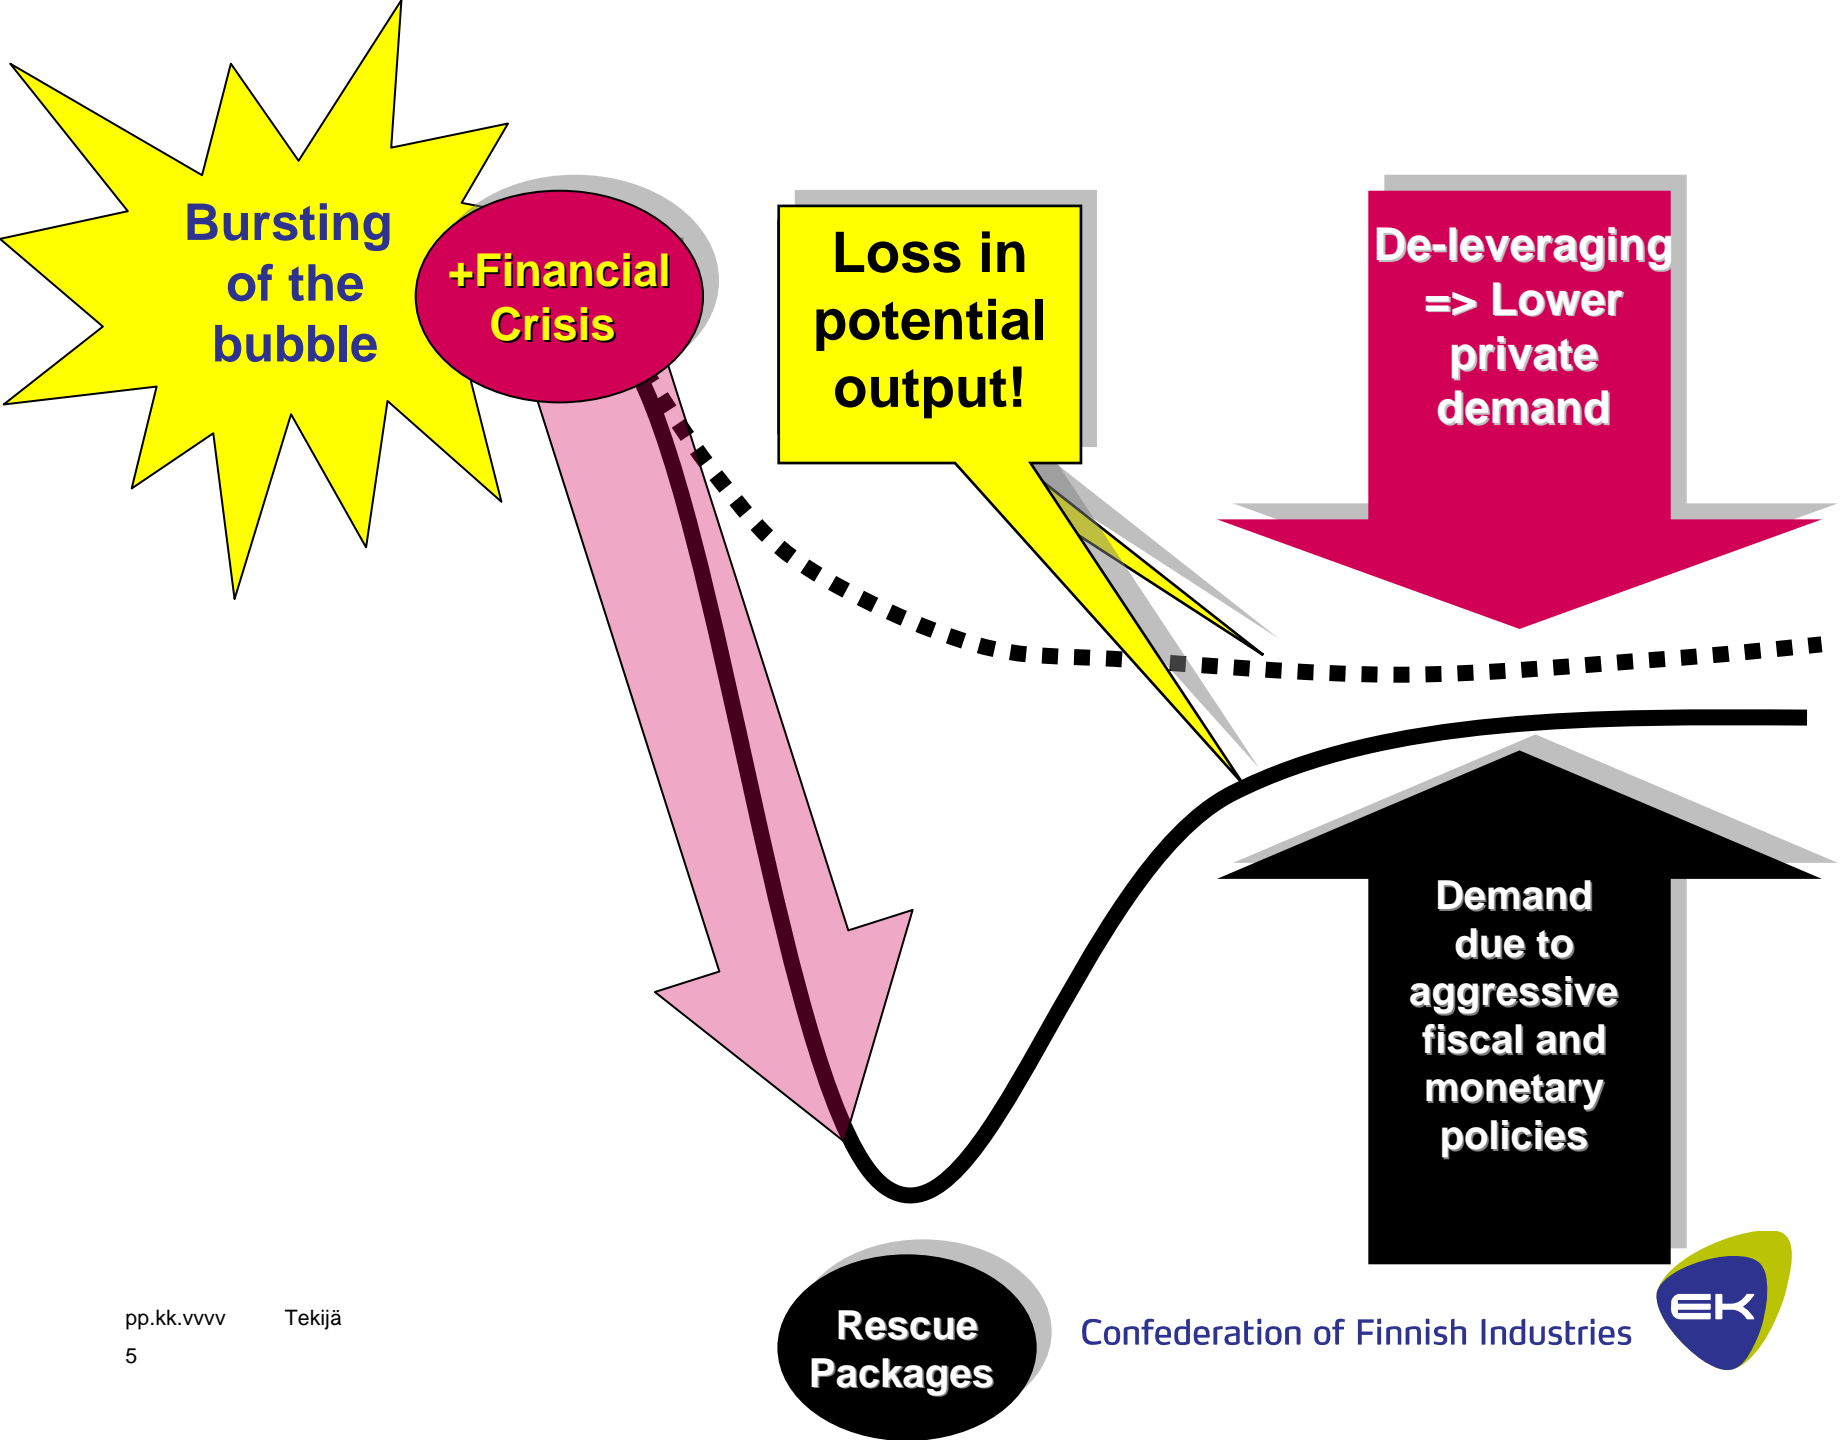 Bursting
of the
bubble
+Financial
Crisis
Loss in
potential
output!
De-leveraging
=> Lower
private
demand
Demand
due to
aggressive
fiscal and
monetary
policies
Rescue
Packages
pp.kk.vvvv Tekijä
5
Confederation of Finnish Industries
EK